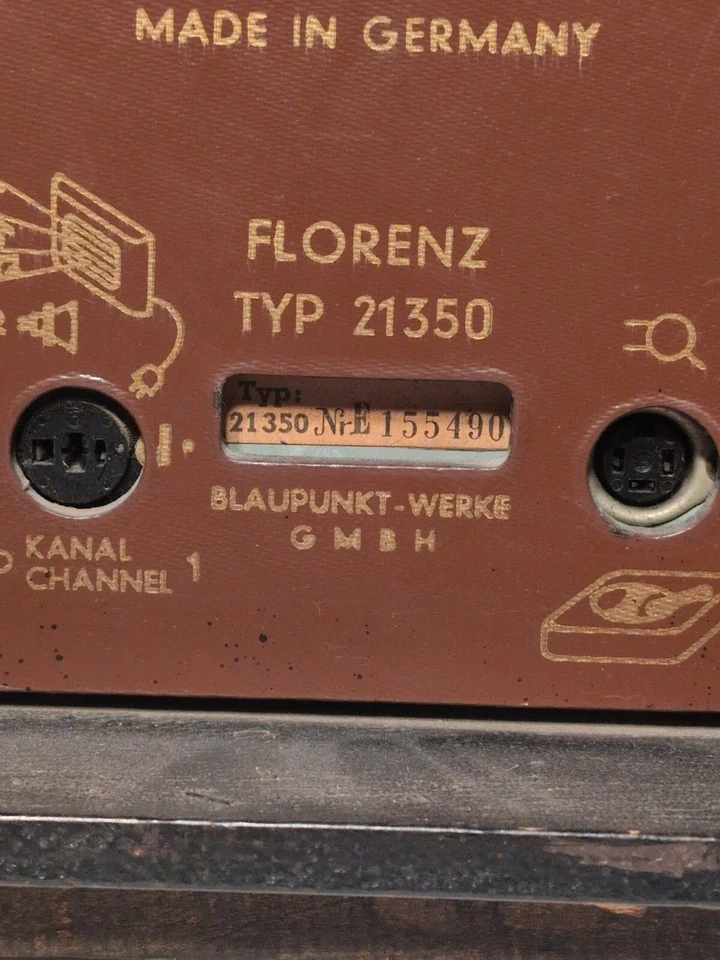 MADE IN GERMANY
FLORENZ
TYP 21350
Typ:
21350 Nr. E 155490
BLAUPUNKT-WERKE
G M B H
KANAL
CHANNEL 1